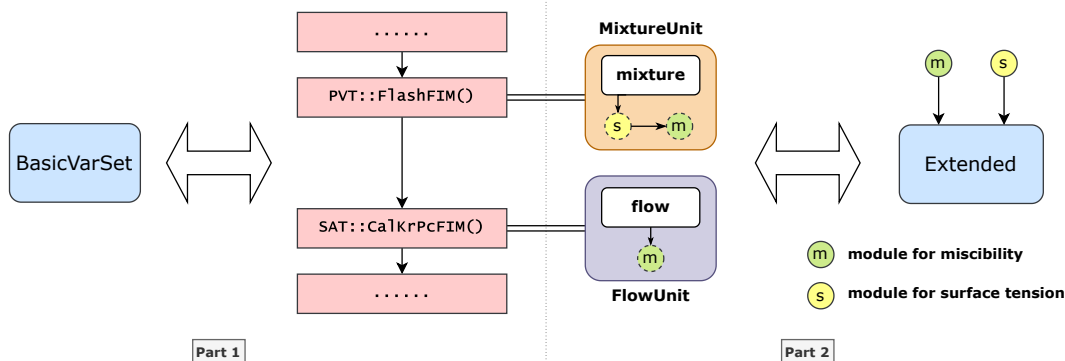 BasicVarSet
......
PVT::FlashFIM()
SAT::CalKrPcFIM()
......
Part 1
MixtureUnit
mixture
s
m
flow
m
FlowUnit
m
s
Extended
m module for miscibility
s module for surface tension
Part 2